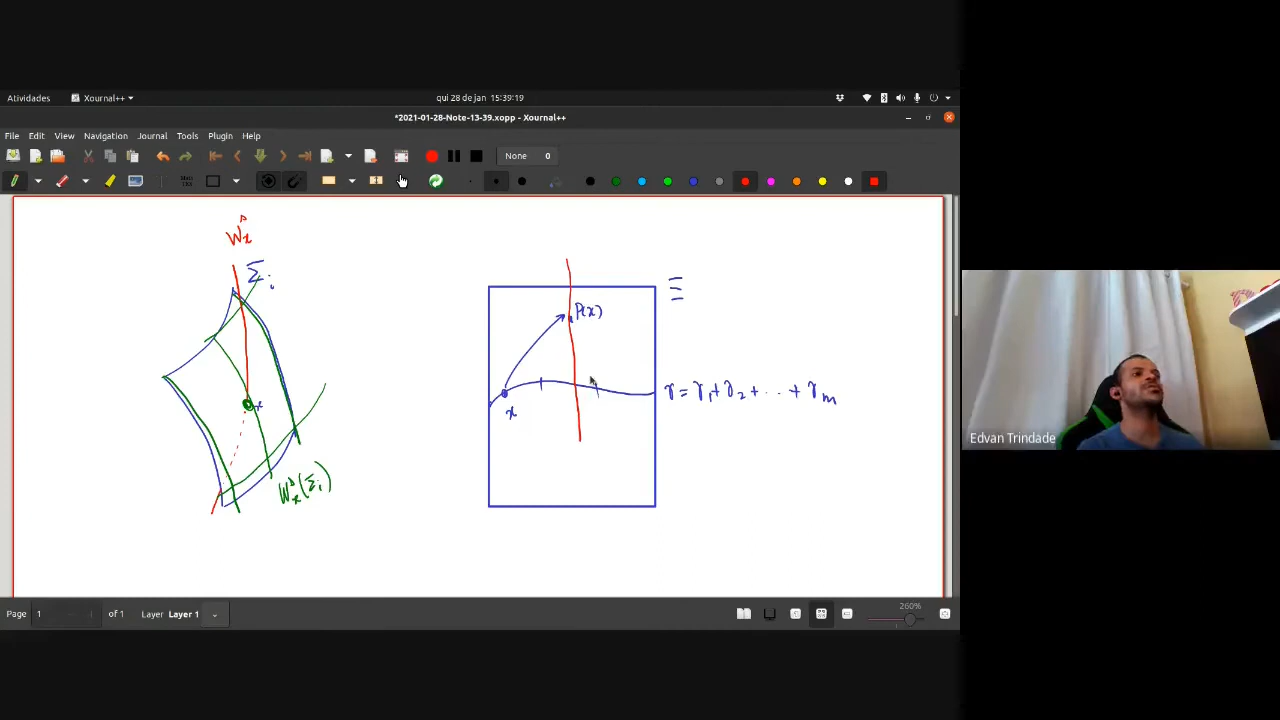 Atividades Xournal++ qui 28 de jan 15:39:19
*2021-01-28-Note-13-39.xopp - Xournal++
File Edit View Navigation Journal Tools Plugin Help
None 0
W_x^s
Σ_i
x
W_x^s(Σ_i)
Ξ
P(x)
x
γ = γ_1 + γ_2 + ... + γ_m
Edvan Trindade
Page 1 of 1 Layer Layer 1 260%